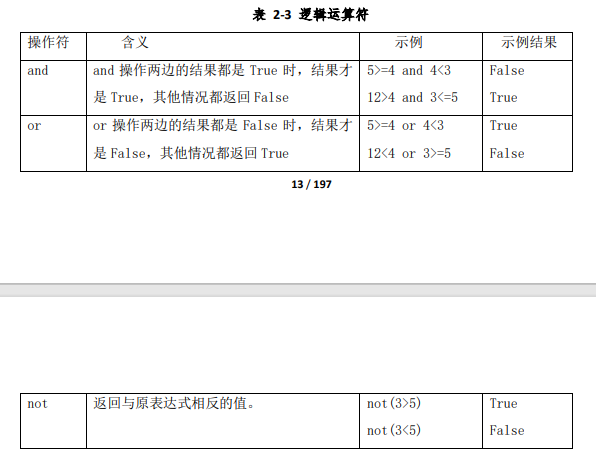 表 2-3 逻辑运算符
操作符 含义 示例 示例结果
and and 操作两边的结果都是 True 时，结果才 5>=4 and 4<3 False
是 True，其他情况都返回 False 12>4 and 3<=5 True
or or 操作两边的结果都是 False 时，结果才 5>=4 or 4<3 True
是 False，其他情况都返回 True 12<4 or 3>=5 False
13 / 197
not 返回与原表达式相反的值。 not(3>5) True
not(3<5) False